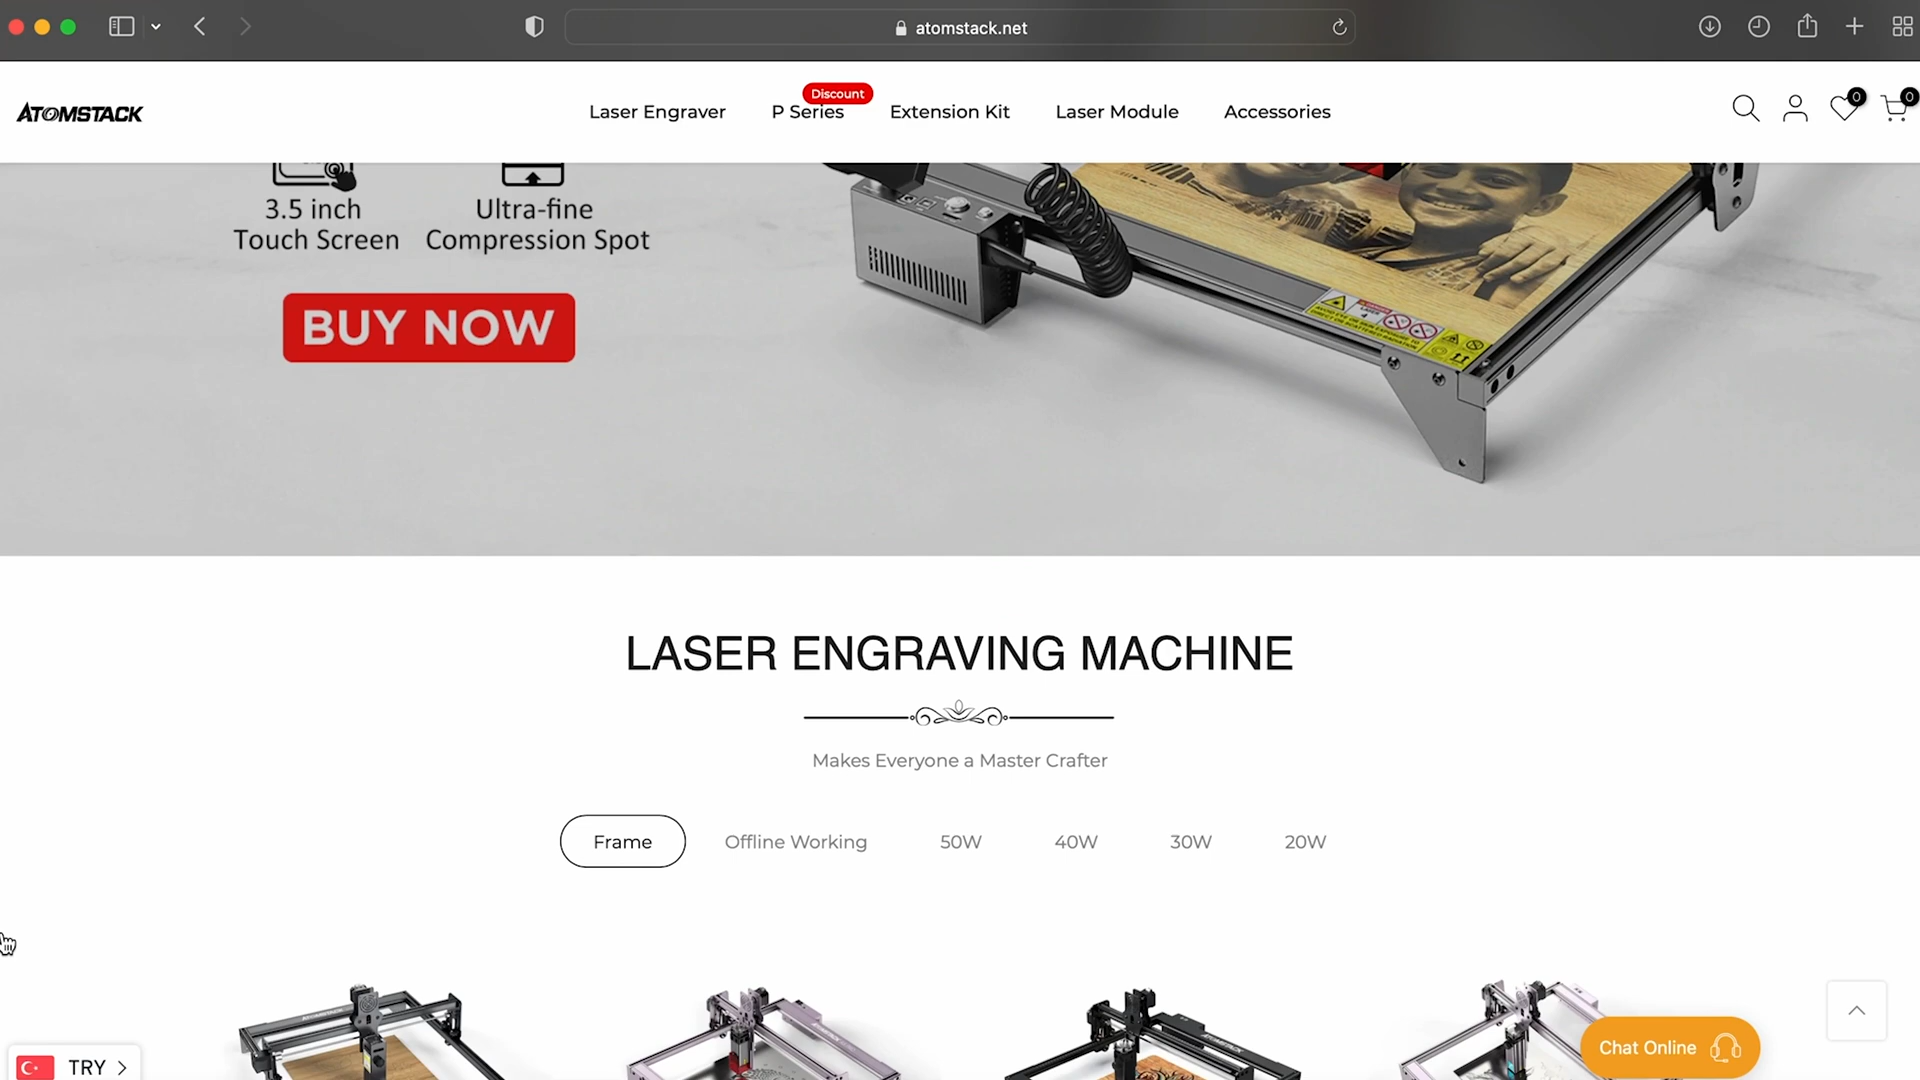 atomstack.net
ATOMSTACK
Laser Engraver
P Series
Discount
Extension Kit
Laser Module
Accessories
0
0
3.5 inch
Touch Screen
Ultra-fine
Compression Spot
BUY NOW
LASER ENGRAVING MACHINE
Makes Everyone a Master Crafter
Frame
Offline Working
50W
40W
30W
20W
TRY
Chat Online